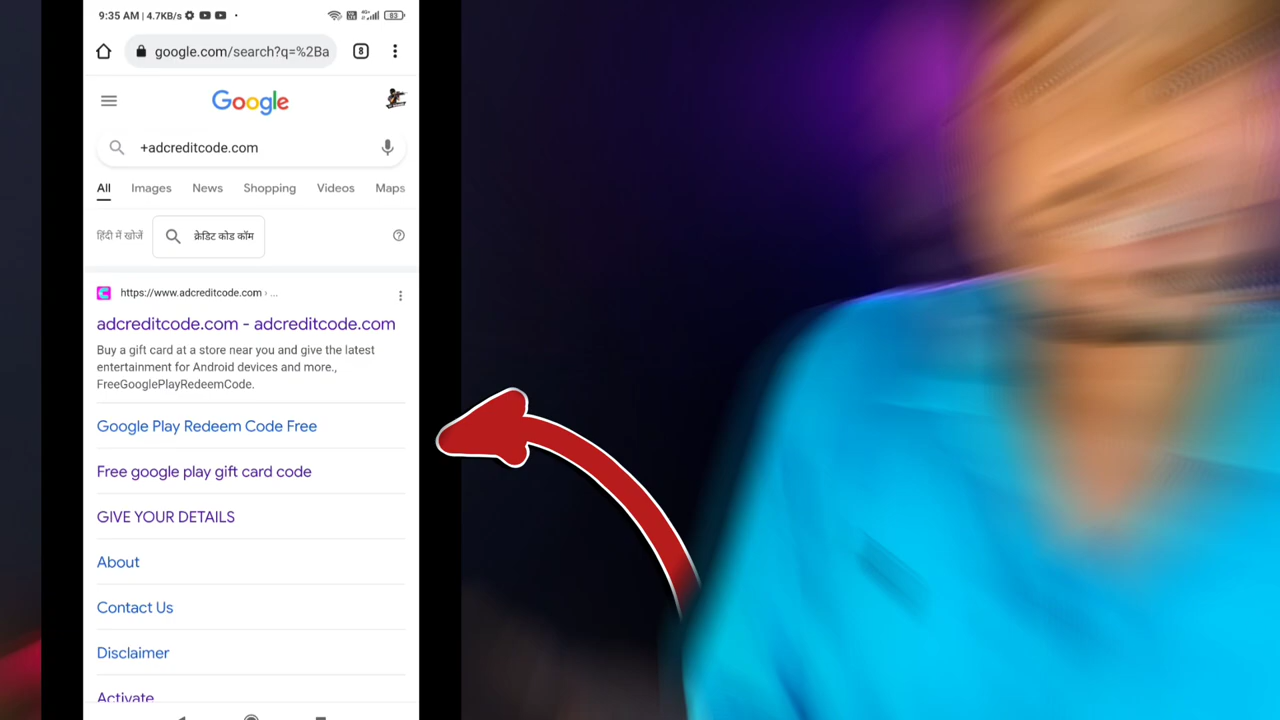 9:35 AM | 4.7KB/s
83
google.com/search?q=%2Ba
8
Google
+adcreditcode.com
All Images News Shopping Videos Maps
हिंदी में खोजें क्रेडिट कोड कॉम
https://www.adcreditcode.com › ...
adcreditcode.com - adcreditcode.com
Buy a gift card at a store near you and give the latest
entertainment for Android devices and more.,
FreeGooglePlayRedeemCode.
Google Play Redeem Code Free
Free google play gift card code
GIVE YOUR DETAILS
About
Contact Us
Disclaimer
Activate